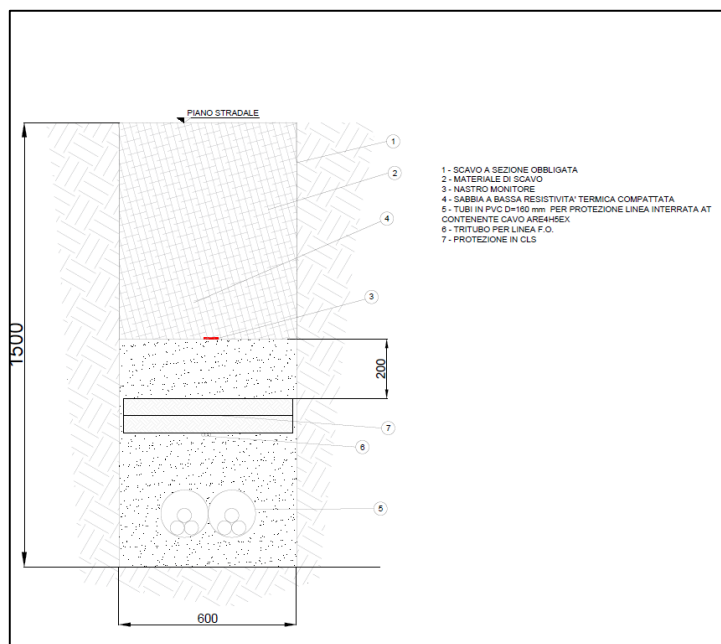 PIANO STRADALE
1
2
4
3
7
6
5
1500
200
600
1 - SCAVO A SEZIONE OBBLIGATA
2 - MATERIALE DI SCAVO
3 - NASTRO MONITORE
4 - SABBIA A BASSA RESISTIVITA' TERMICA COMPATTATA
5 - TUBI IN PVC D=160 mm PER PROTEZIONE LINEA INTERRATA AT
CONTENENTE CAVO ARE4H5EX
6 - TRITUBO PER LINEA F.O.
7 - PROTEZIONE IN CLS